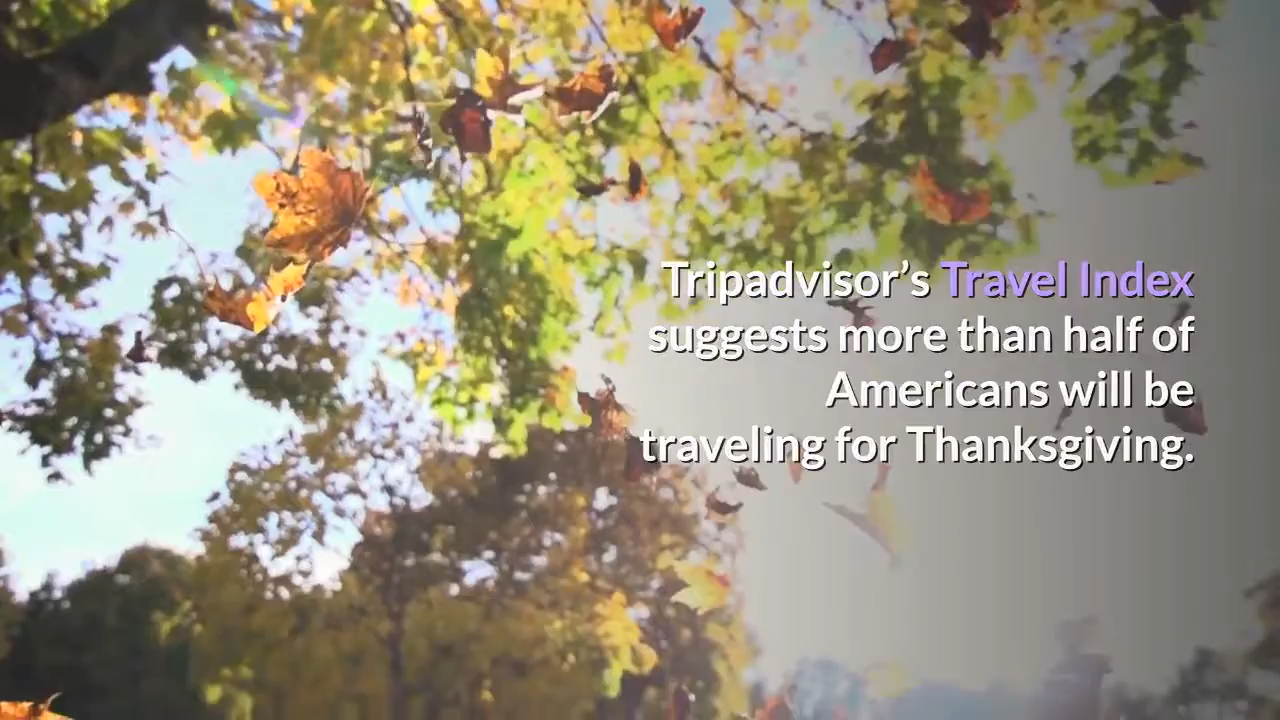 Tripadvisor’s Travel Index
suggests more than half of
Americans will be
traveling for Thanksgiving.